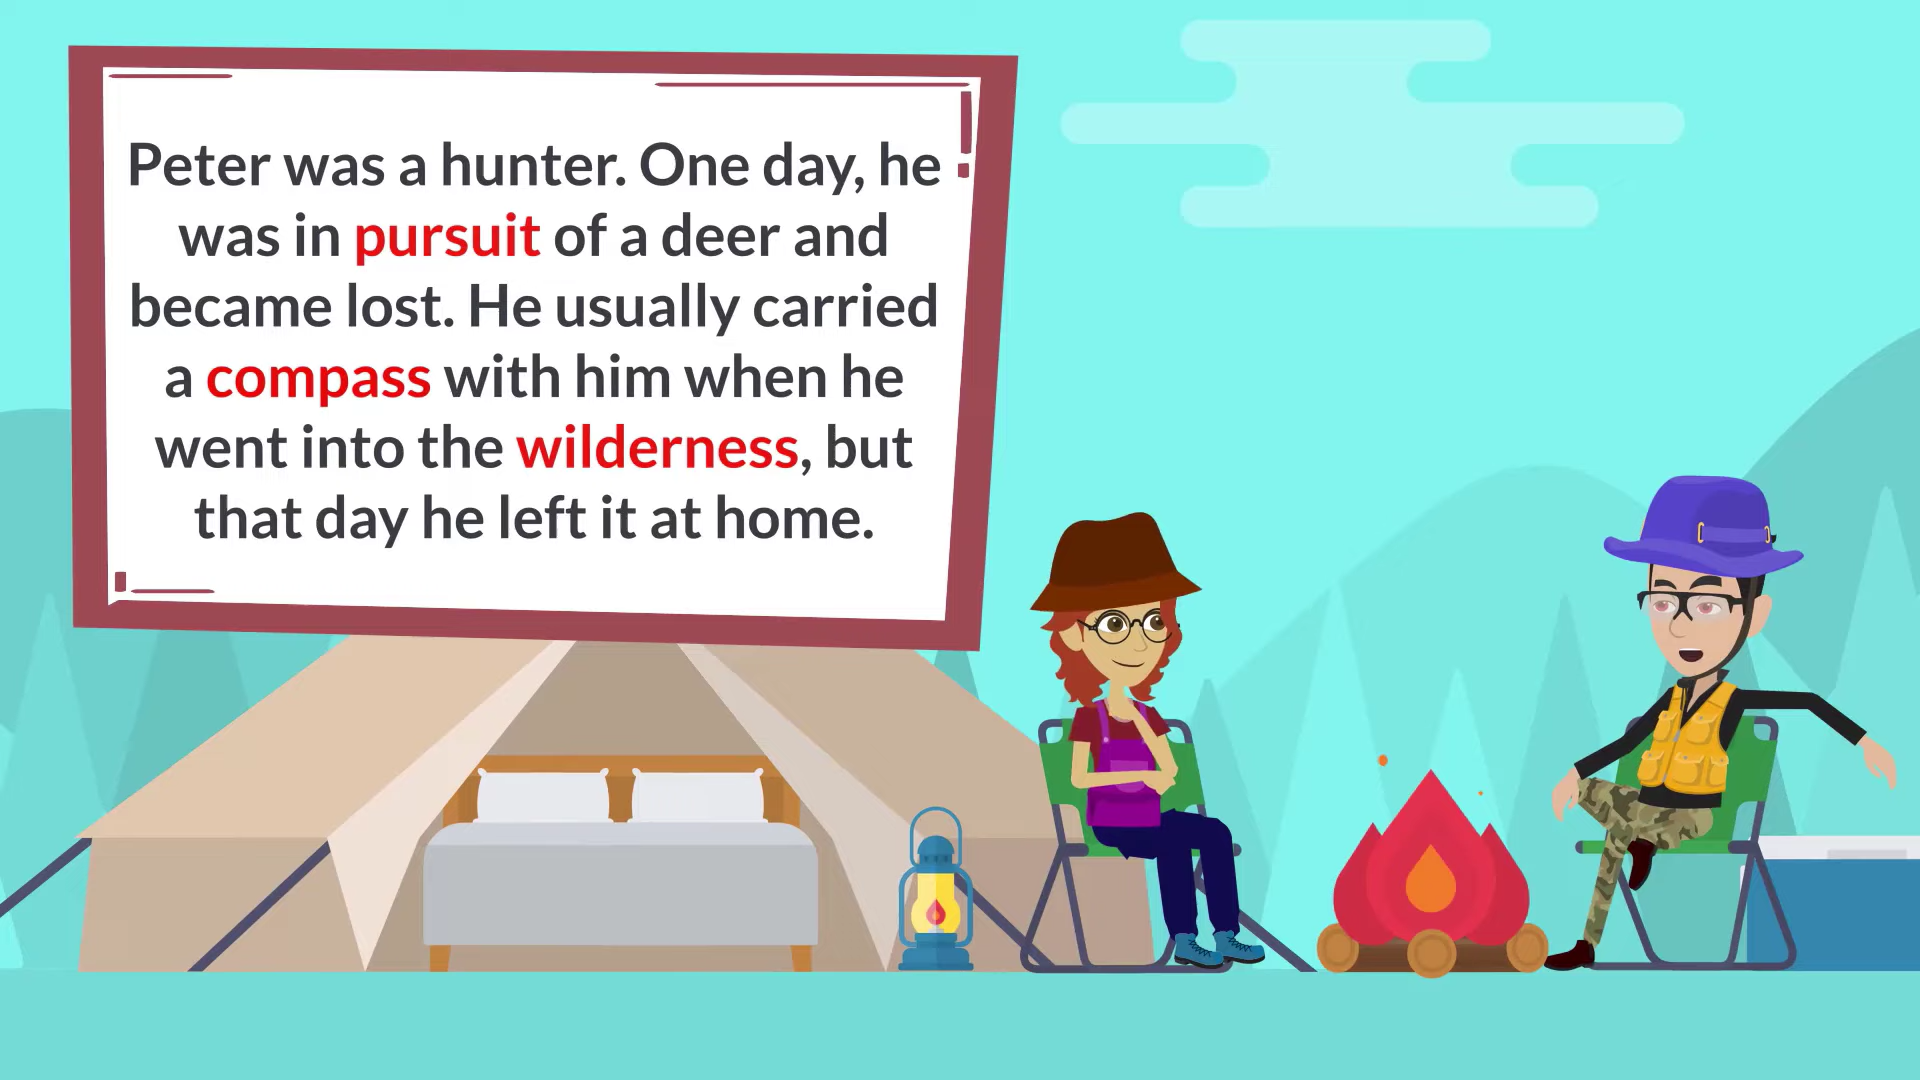 Peter was a hunter. One day, he
was in pursuit of a deer and
became lost. He usually carried
a compass with him when he
went into the wilderness, but
that day he left it at home.